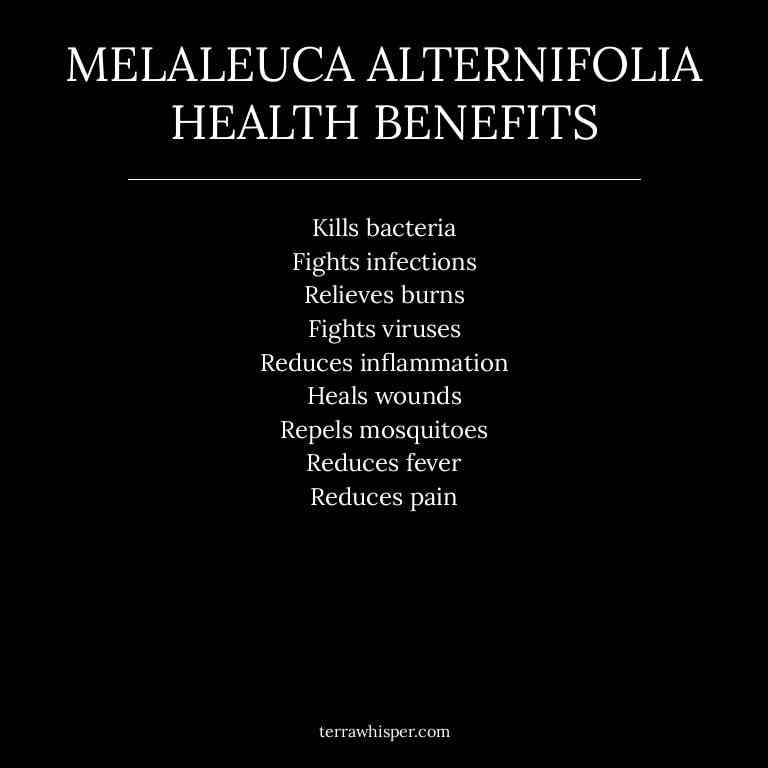 MELALEUCA ALTERNIFOLIA
HEALTH BENEFITS
Kills bacteria
Fights infections
Relieves burns
Fights viruses
Reduces inflammation
Heals wounds
Repels mosquitoes
Reduces fever
Reduces pain
terrawhisper.com